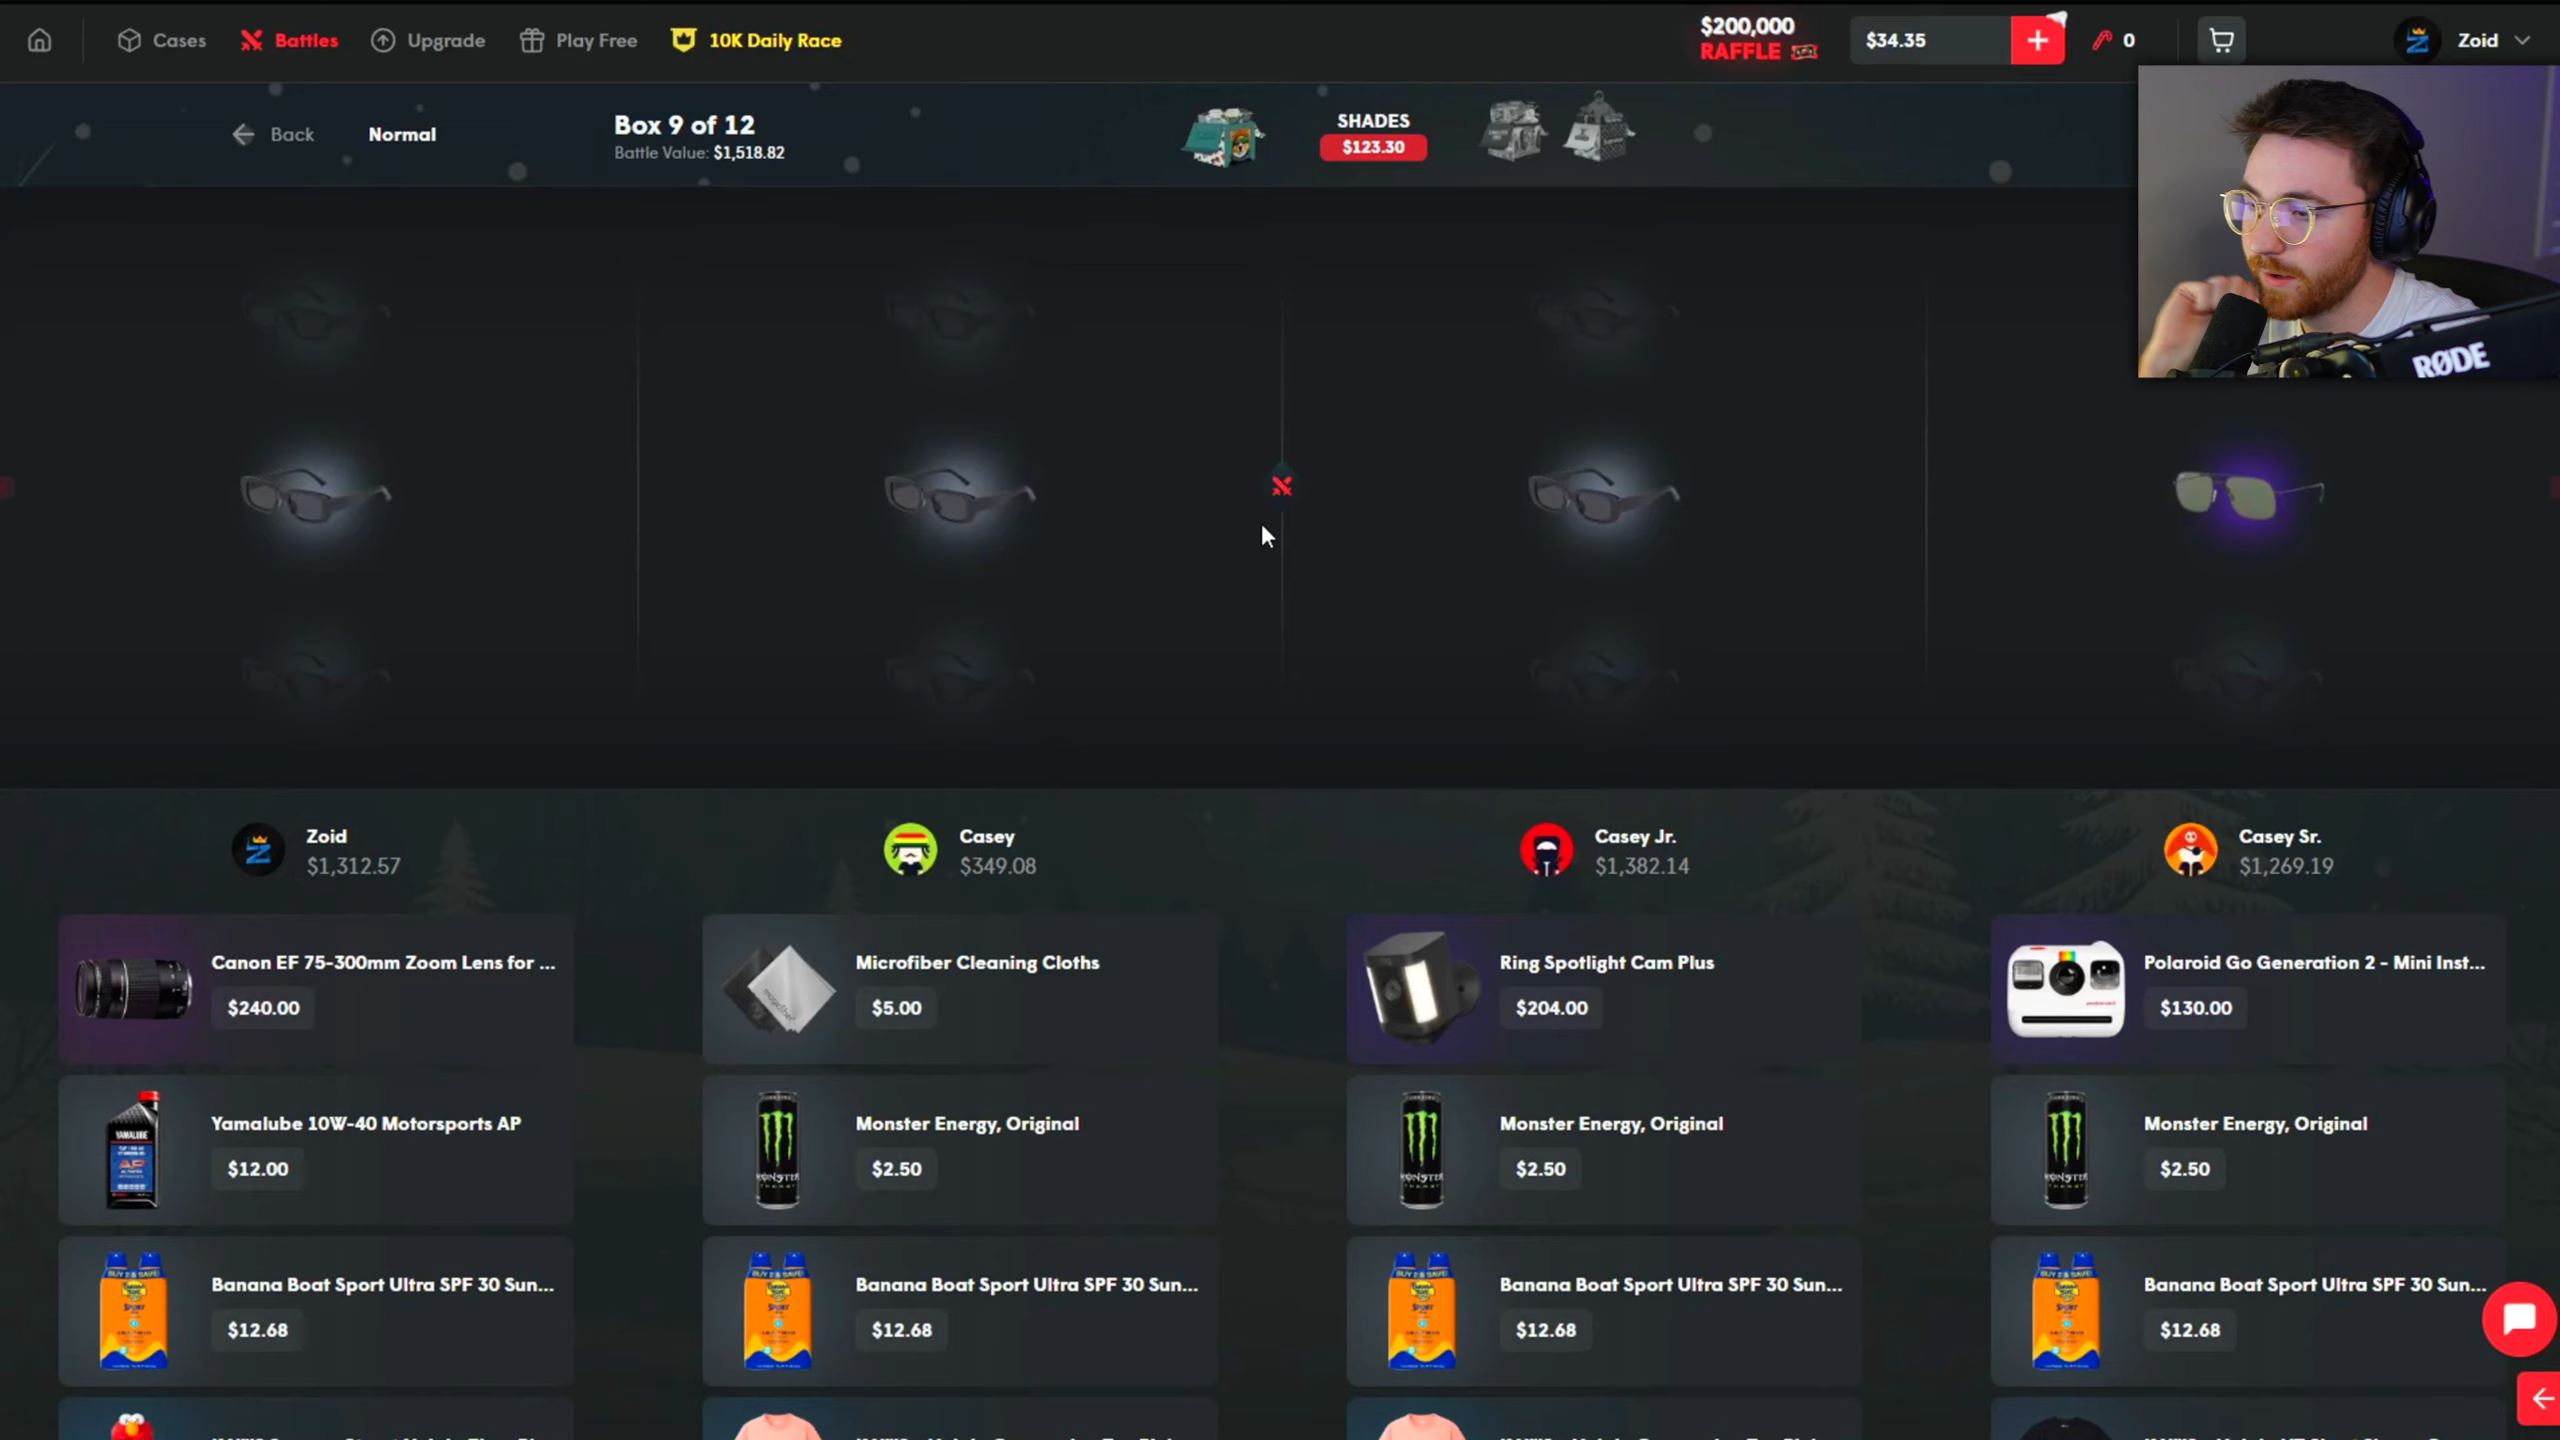 Cases
Battles
Upgrade
Play Free
10K Daily Race
$200,000
RAFFLE
$34.35
0
Zoid
Back
Normal
Box 9 of 12
Battle Value: $1,518.82
SHADES
$123.30
RØDE
Zoid
$1,312.57
Casey
$349.08
Casey Jr.
$1,382.14
Casey Sr.
$1,269.19
Canon EF 75-300mm Zoom Lens for ...
$240.00
Microfiber Cleaning Cloths
$5.00
Ring Spotlight Cam Plus
$204.00
Polaroid Go Generation 2 - Mini Inst...
$130.00
Yamalube 10W-40 Motorsports AP
$12.00
Monster Energy, Original
$2.50
Monster Energy, Original
$2.50
Monster Energy, Original
$2.50
Banana Boat Sport Ultra SPF 30 Sun...
$12.68
Banana Boat Sport Ultra SPF 30 Sun...
$12.68
Banana Boat Sport Ultra SPF 30 Sun...
$12.68
Banana Boat Sport Ultra SPF 30 Sun...
$12.68